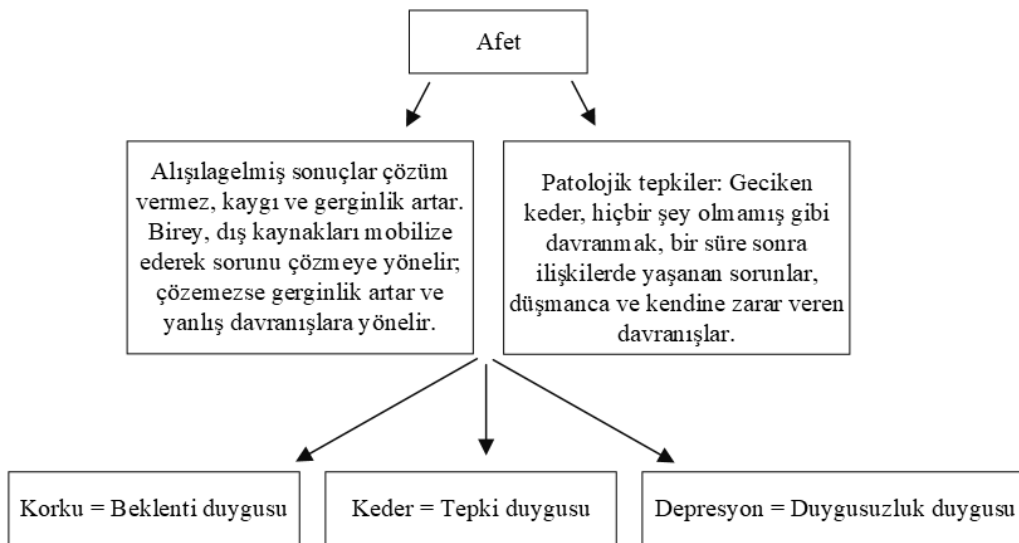 Afet
Alışılagelmiş sonuçlar çözüm
vermez, kaygı ve gerginlik artar.
Birey, dış kaynakları mobilize
ederek sorunu çözmeye yönelir;
çözemezse gerginlik artar ve
yanlış davranışlara yönelir.
Patolojik tepkiler: Geciken
keder, hiçbir şey olmamış gibi
davranmak, bir süre sonra
ilişkilerde yaşanan sorunlar,
düşmanca ve kendine zarar veren
davranışlar.
Korku = Beklenti duygusu
Keder = Tepki duygusu
Depresyon = Duygusuzluk duygusu